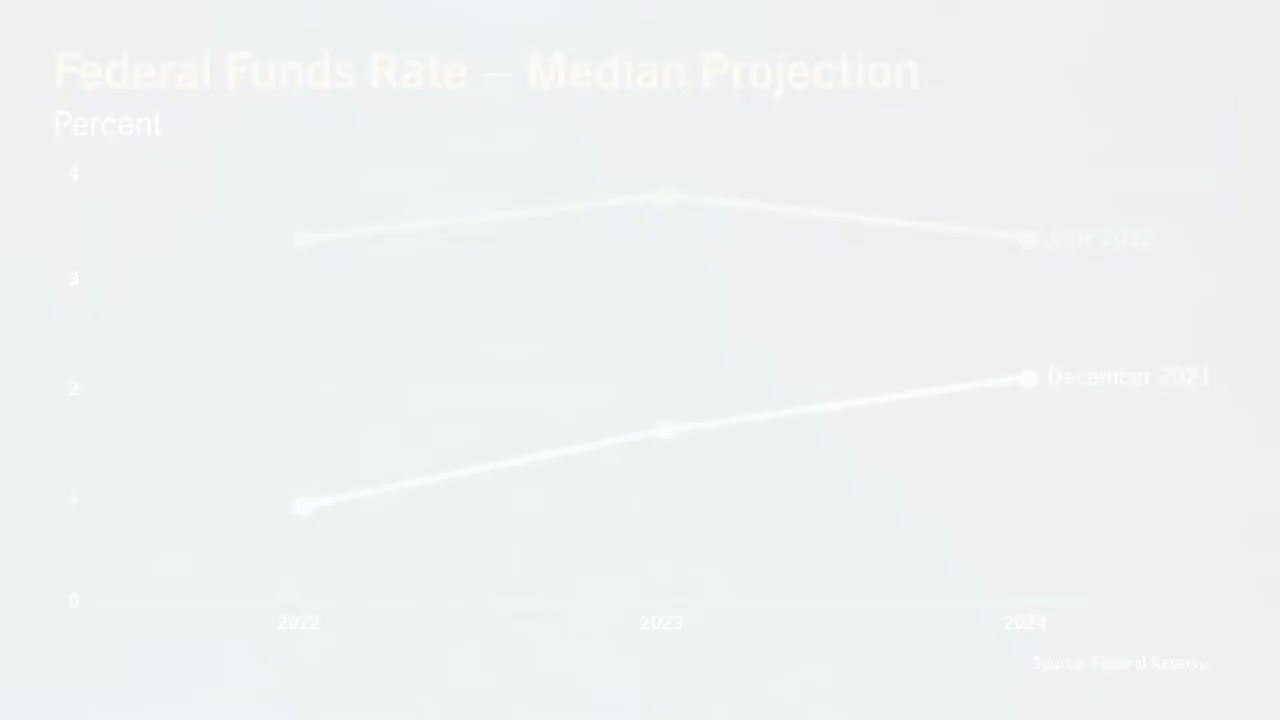 Federal Funds Rate – Median Projection
Percent
4
3
2
1
0
June 2022
December 2021
2022
2023
2024
Source: Federal Reserve